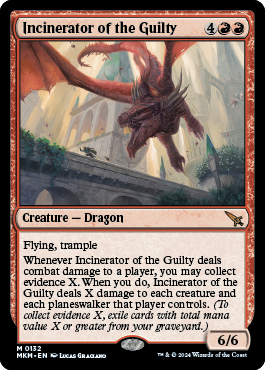 Incinerator of the Guilty 4
Creature — Dragon
Flying, trample
Whenever Incinerator of the Guilty deals
combat damage to a player, you may collect
evidence X. When you do, Incinerator of the
Guilty deals X damage to each creature and
each planeswalker that player controls. (To
collect evidence X, exile cards with total mana
value X or greater from your graveyard.)
6/6
M 0132
MKM • EN Lucas Graciano ™ & © 2024 Wizards of the Coast